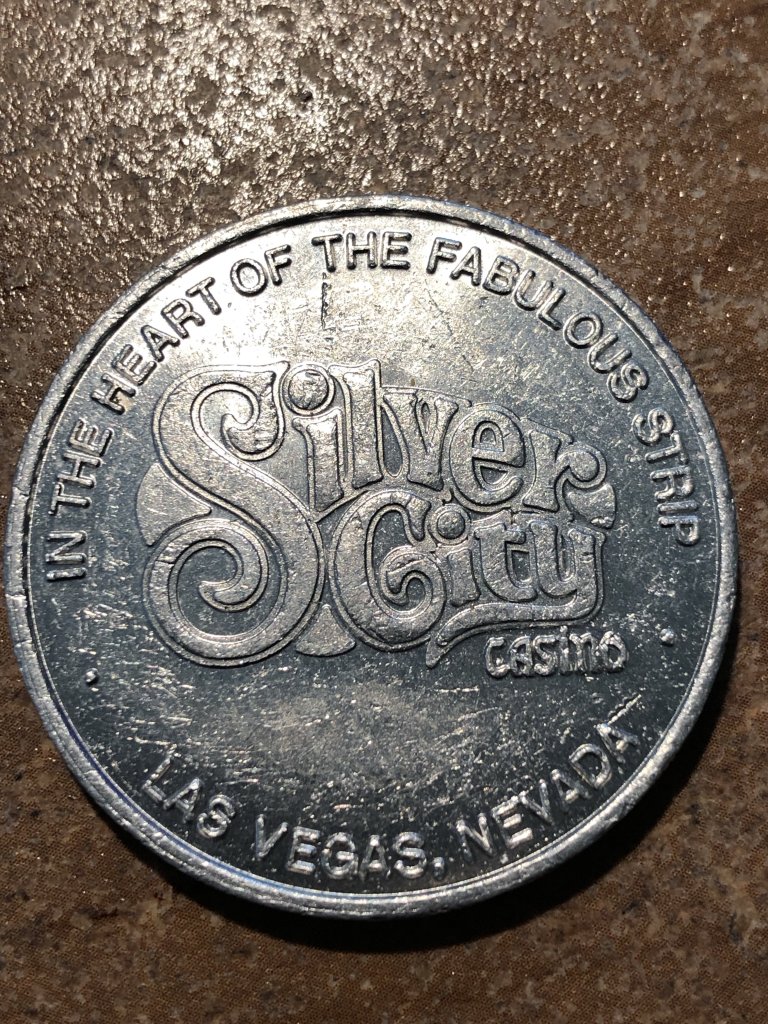 IN THE HEART OF THE FABULOUS STRIP
Silver
City
CASINO
LAS VEGAS, NEVADA